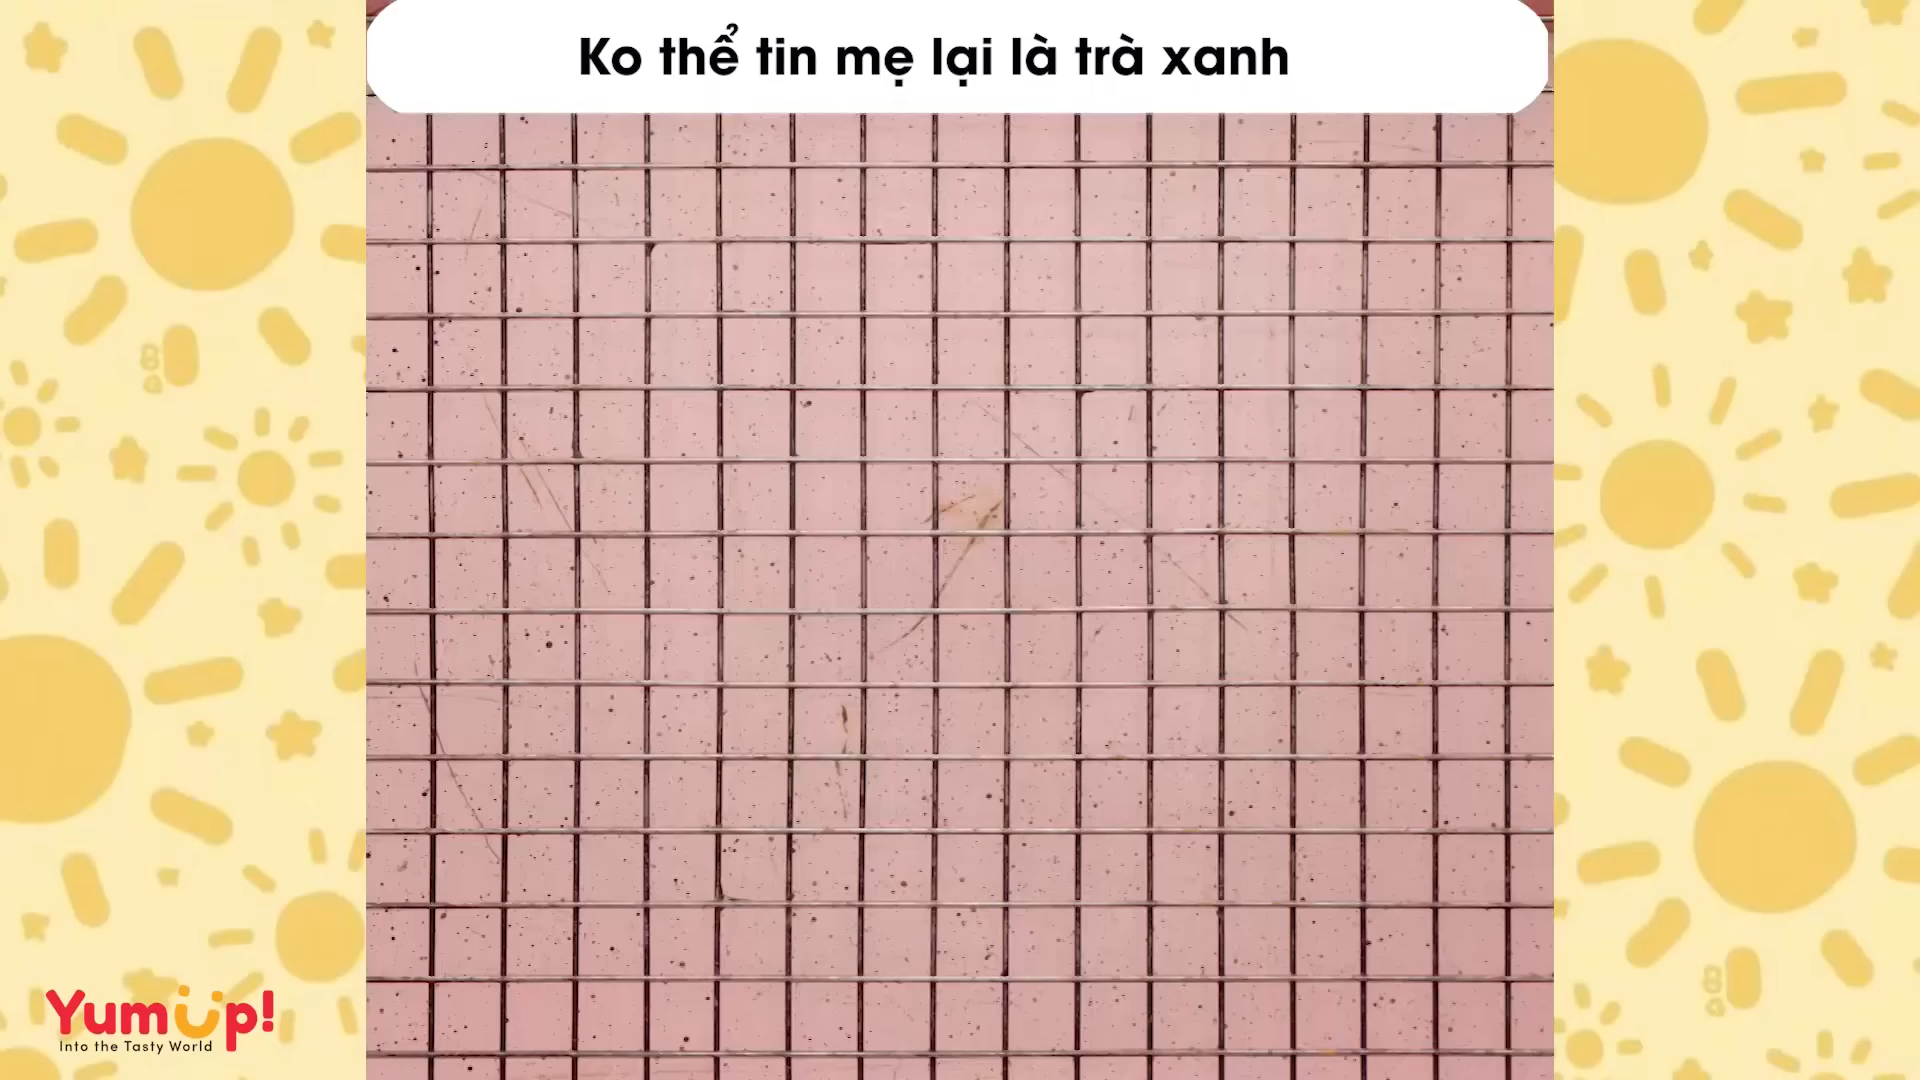 Ko thể tin mẹ lại là trà xanh
YumUp!
Into the Tasty World